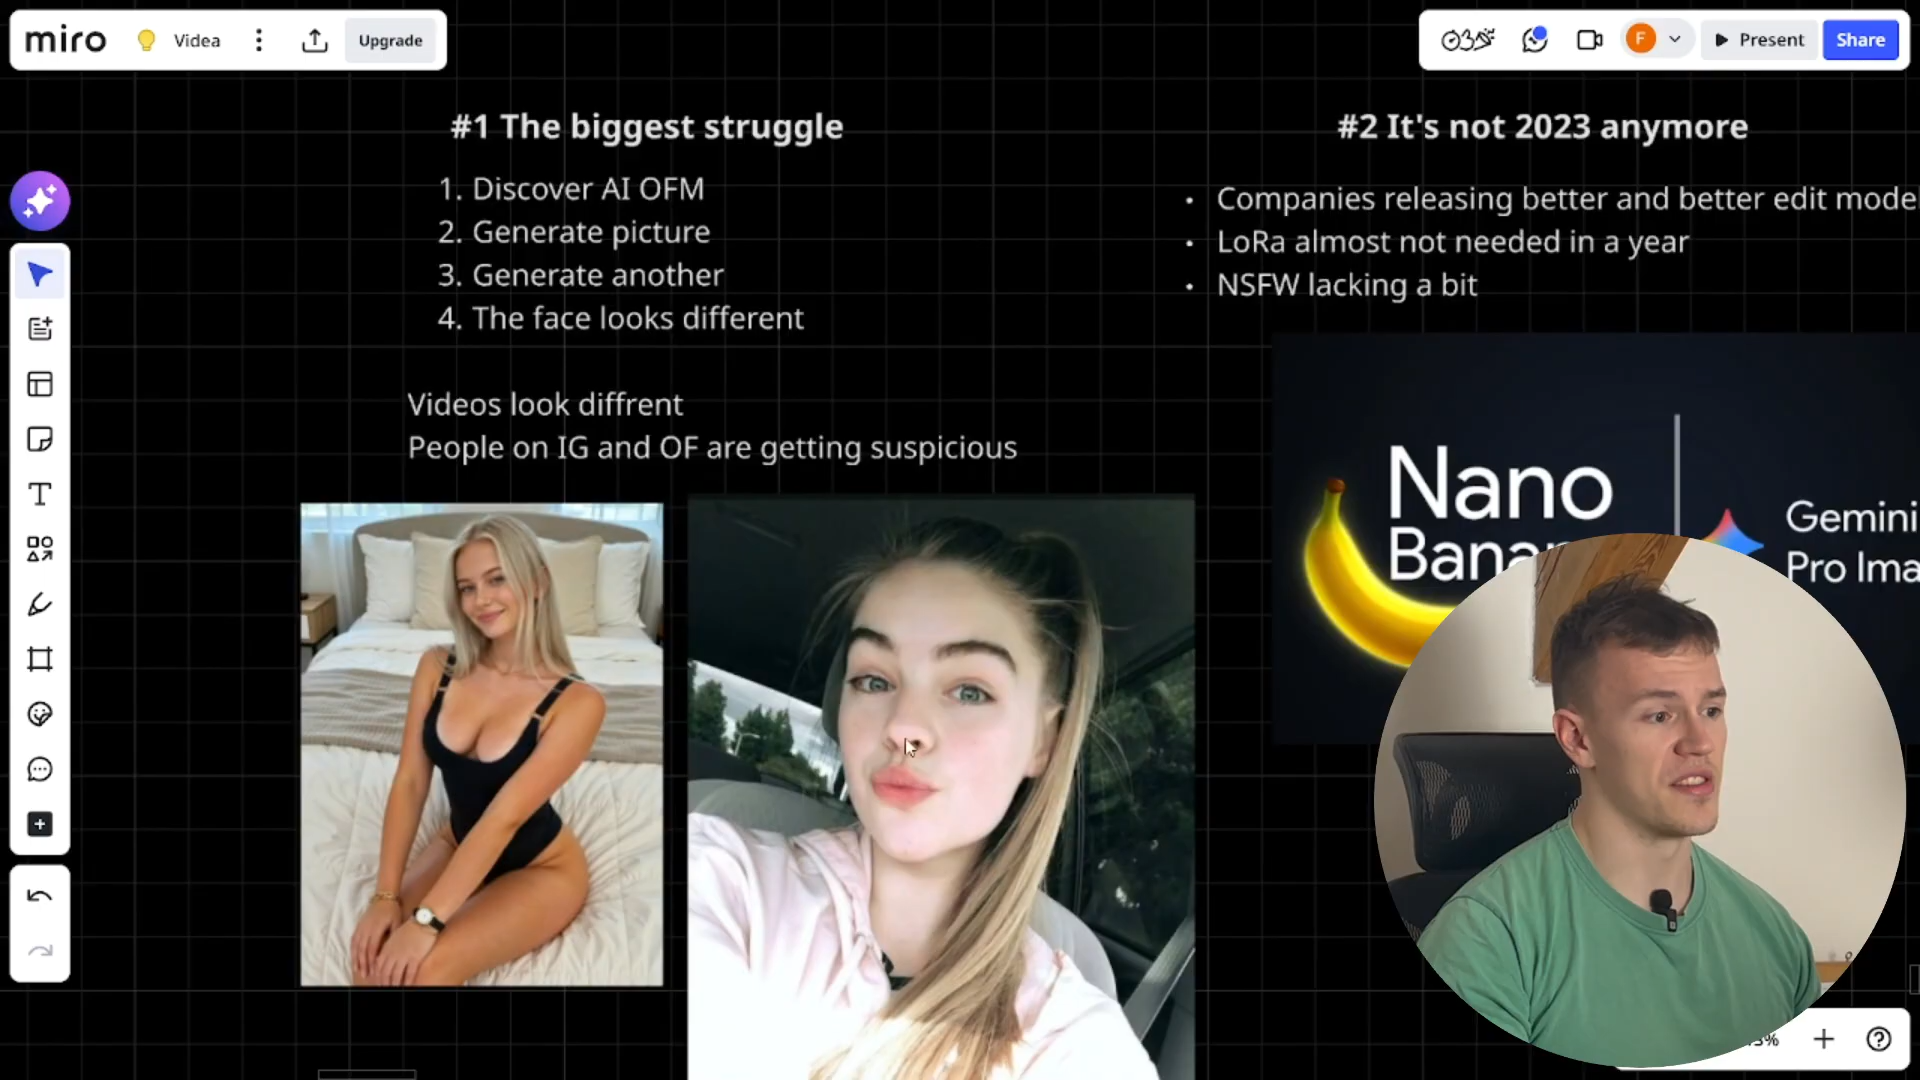 miro
Videa
Upgrade
F
Present
Share
#1 The biggest struggle
1. Discover AI OFM
2. Generate picture
3. Generate another
4. The face looks different
Videos look diffrent
People on IG and OF are getting suspicious
#2 It's not 2023 anymore
• Companies releasing better and better edit mode
• LoRa almost not needed in a year
• NSFW lacking a bit
Nano
Gemini
Pro